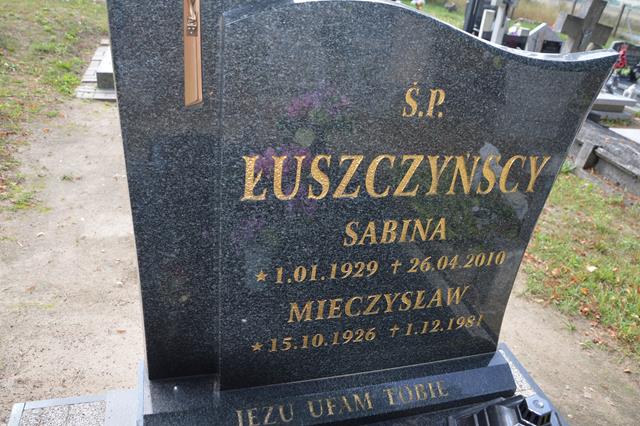 Ś.P.
ŁUSZCZYŃSCY
SABINA
★ 1.01.1929 † 26.04.2010
MIECZYSŁAW
★ 15.10.1926 † 1.12.1981
JEZU UFAM TOBIE